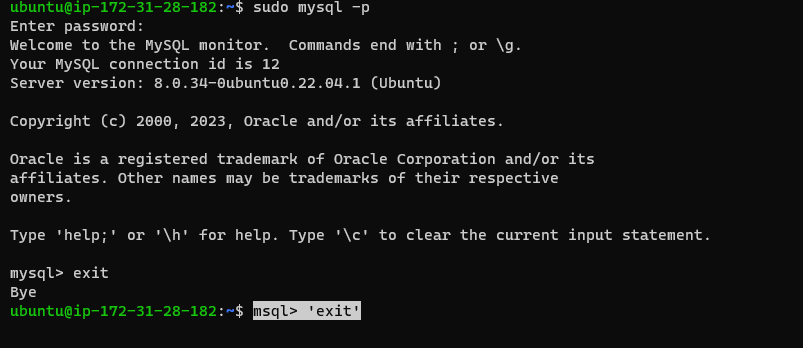 ubuntu@ip-172-31-28-182:~$ sudo mysql -p
Enter password:
Welcome to the MySQL monitor.  Commands end with ; or \g.
Your MySQL connection id is 12
Server version: 8.0.34-0ubuntu0.22.04.1 (Ubuntu)

Copyright (c) 2000, 2023, Oracle and/or its affiliates.

Oracle is a registered trademark of Oracle Corporation and/or its
affiliates. Other names may be trademarks of their respective
owners.

Type 'help;' or '\h' for help. Type '\c' to clear the current input statement.

mysql> exit
Bye
ubuntu@ip-172-31-28-182:~$ msql> 'exit'